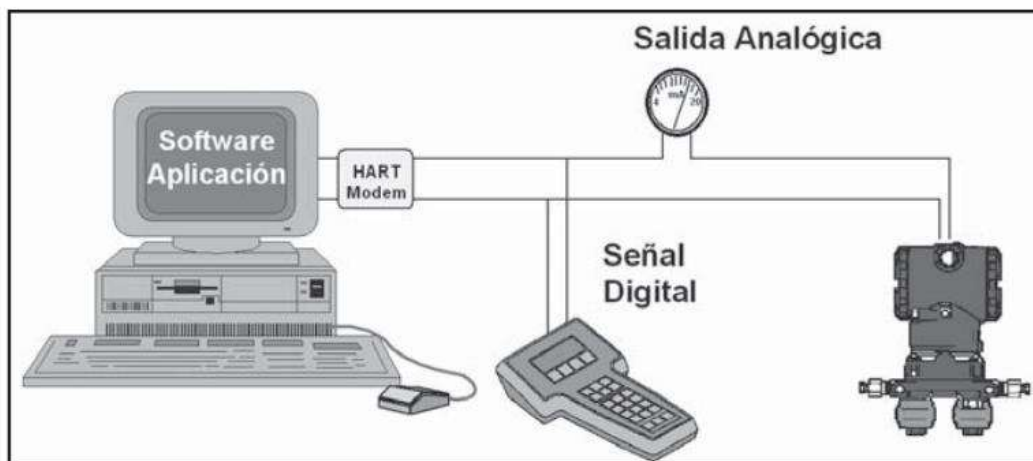 Salida Analógica
4
mA
20
Software
Aplicación
HART
Modem
Señal
Digital